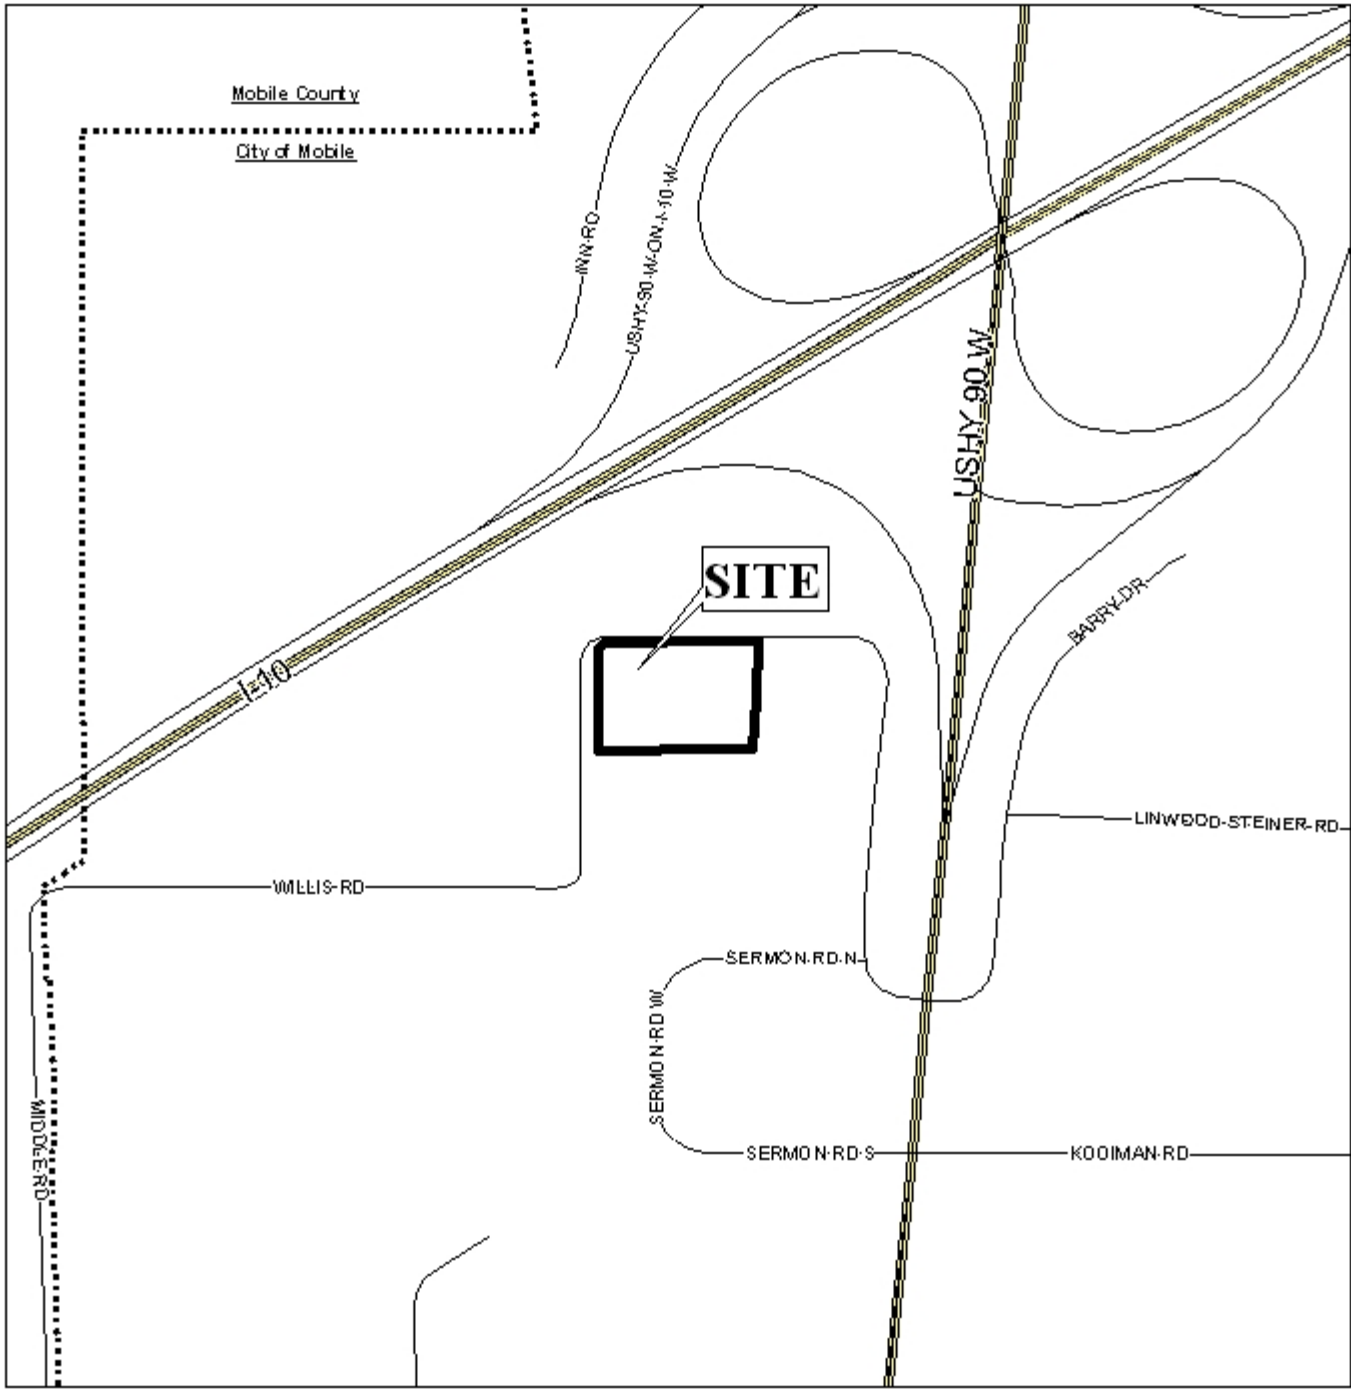 Mobile County
City of Mobile
INN RD
USHY 90 W ON I-10 W
USHY 90 W
SITE
BARRY DR
I-10
LINWOOD STEINER RD
WILLIS RD
SERMON RD N
SERMON RD W
MIDDLE RD
SERMON RD S
KOOIMAN RD